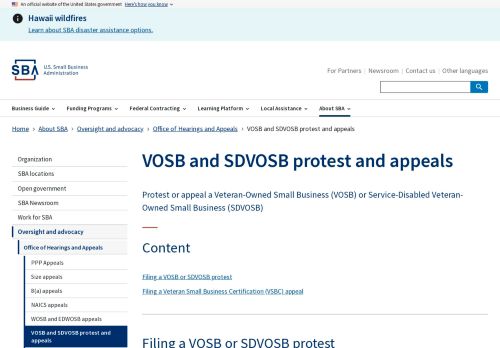 An official website of the United States government Here's how you know
Hawaii wildfires
Learn about SBA disaster assistance options.
SBA
U.S. Small Business
Administration
For Partners Newsroom Contact us Other languages
Business Guide Funding Programs Federal Contracting Learning Platform Local Assistance About SBA
Home › About SBA › Oversight and advocacy › Office of Hearings and Appeals › VOSB and SDVOSB protest and appeals
Organization
SBA locations
Open government
SBA Newsroom
Work for SBA
Oversight and advocacy
Office of Hearings and Appeals
PPP Appeals
Size appeals
8(a) appeals
NAICS appeals
WOSB and EDWOSB appeals
VOSB and SDVOSB protest and
appeals
VOSB and SDVOSB protest and appeals
Protest or appeal a Veteran-Owned Small Business (VOSB) or Service-Disabled Veteran-
Owned Small Business (SDVOSB)
Content
Filing a VOSB or SDVOSB protest
Filing a Veteran Small Business Certification (VSBC) appeal
Filing a VOSB or SDVOSB protest